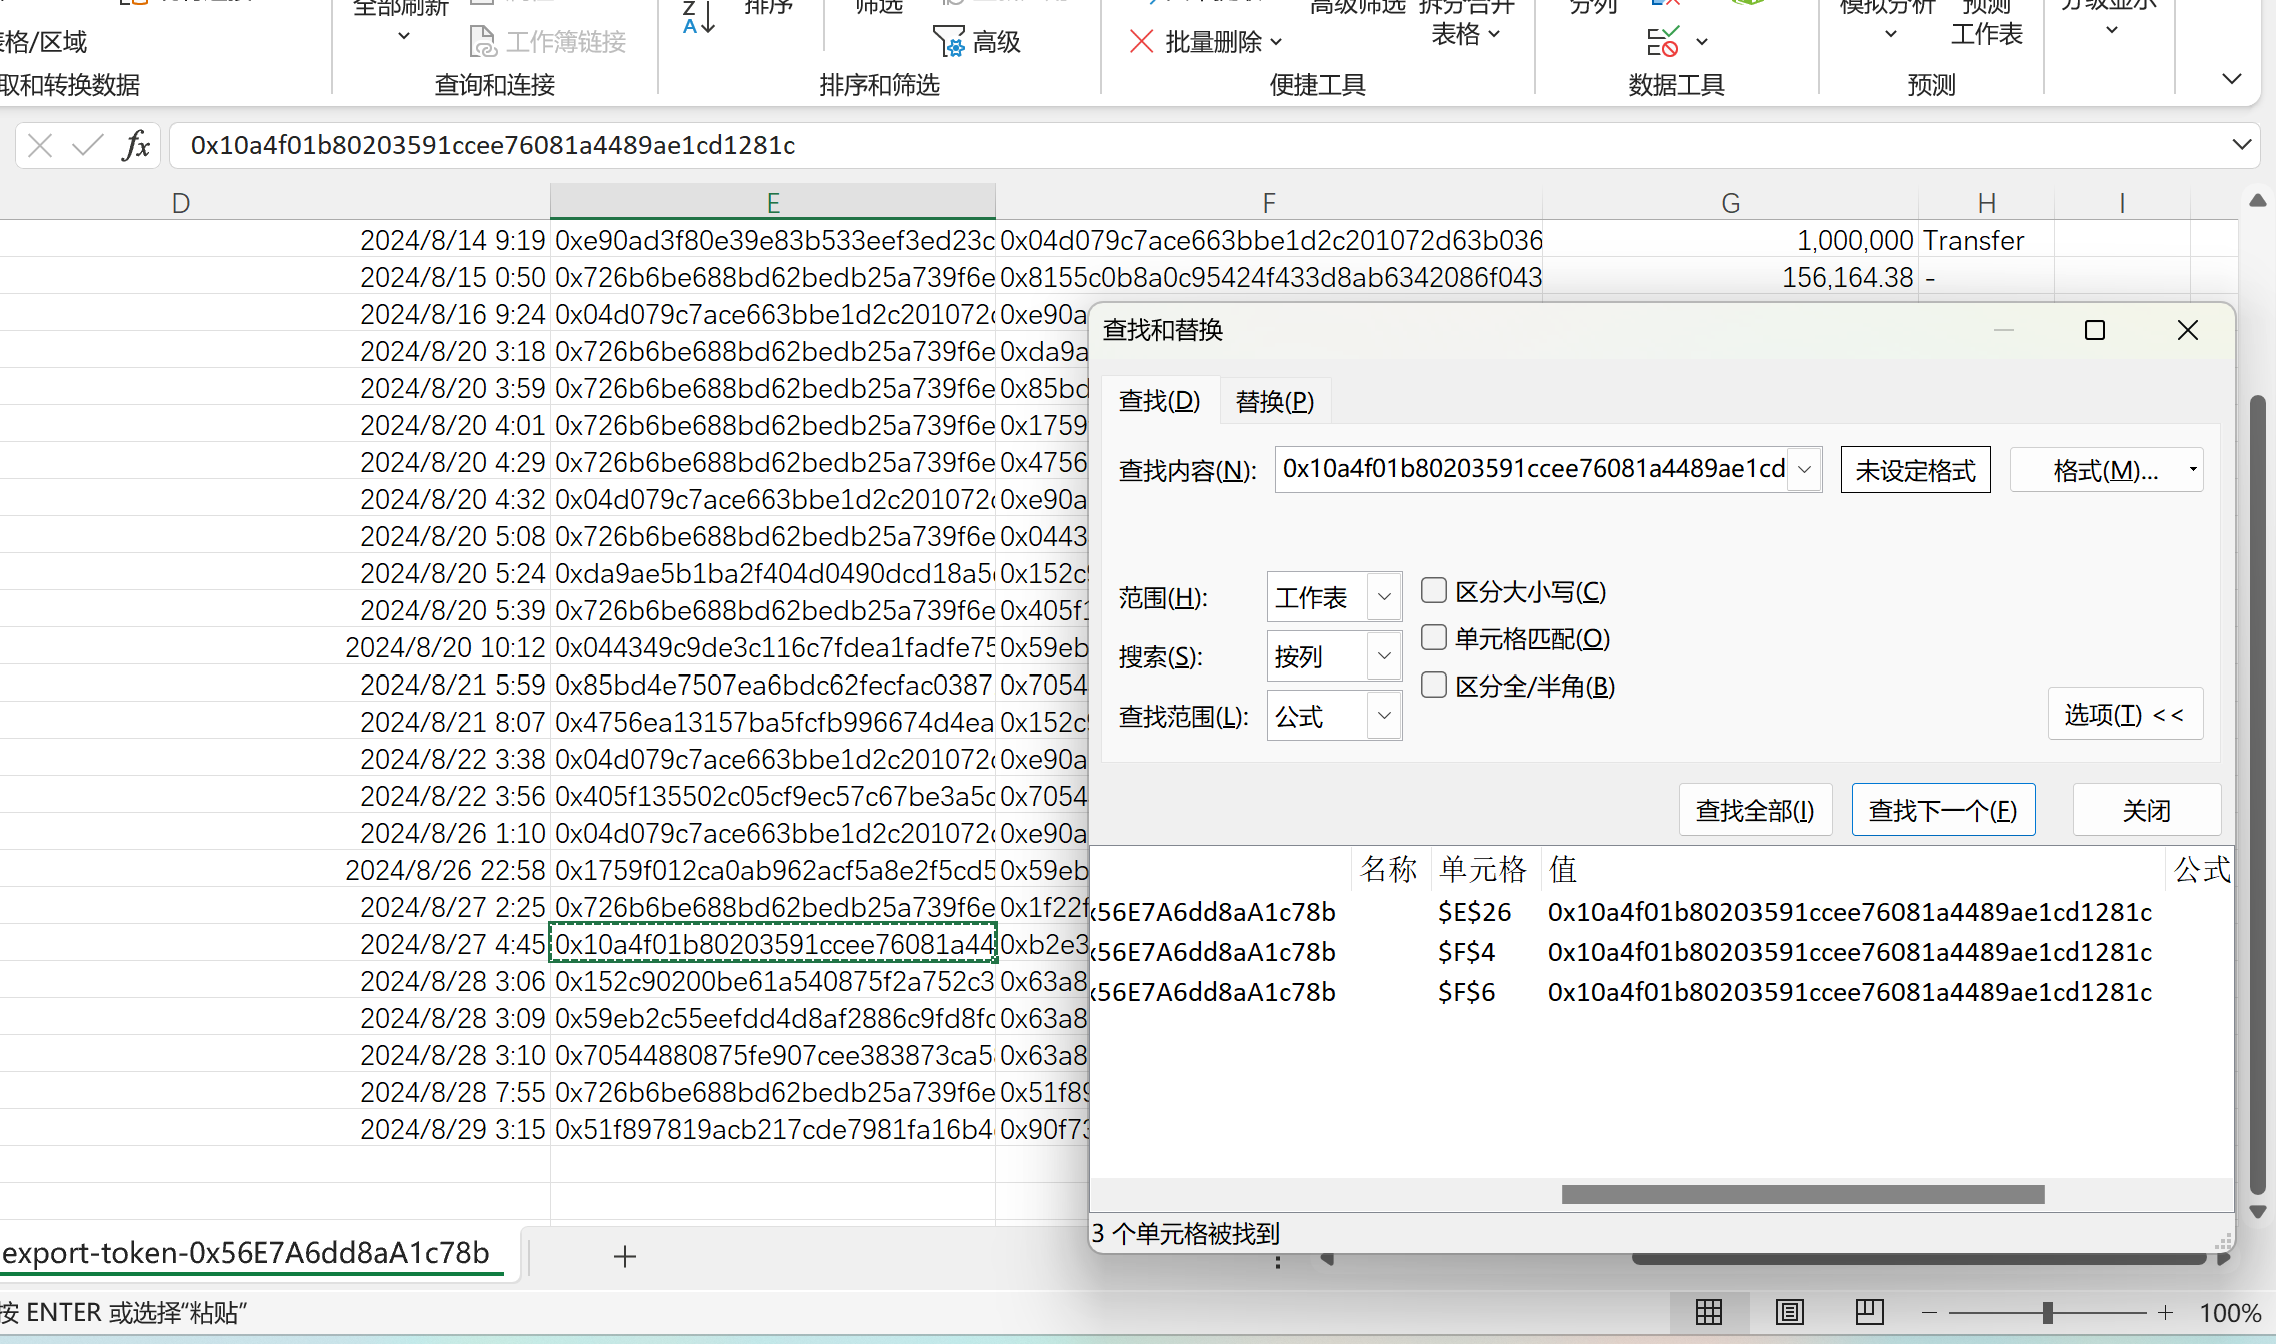 全部刷新
排序
筛选
高级筛选
拆分合并
分列
模拟分析
预测
分级显示
表格/区域
工作簿链接
高级
批量删除
表格
工作表
取和转换数据
查询和连接
排序和筛选
便捷工具
数据工具
预测
fx 0x10a4f01b80203591ccee76081a4489ae1cd1281c
D E F G H I
2024/8/14 9:19 0xe90ad3f80e39e83b533eef3ed23c 0x04d079c7ace663bbe1d2c201072d63b036 1,000,000 Transfer
2024/8/15 0:50 0x726b6be688bd62bedb25a739f6e 0x8155c0b8a0c95424f433d8ab6342086f043 156,164.38 -
2024/8/16 9:24 0x04d079c7ace663bbe1d2c201072 0xe90a
2024/8/20 3:18 0x726b6be688bd62bedb25a739f6e 0xda9a
2024/8/20 3:59 0x726b6be688bd62bedb25a739f6e 0x85bd
2024/8/20 4:01 0x726b6be688bd62bedb25a739f6e 0x1759
2024/8/20 4:29 0x726b6be688bd62bedb25a739f6e 0x4756
2024/8/20 4:32 0x04d079c7ace663bbe1d2c201072 0xe90a
2024/8/20 5:08 0x726b6be688bd62bedb25a739f6e 0x0443
2024/8/20 5:24 0xda9ae5b1ba2f404d0490dcd18a5 0x152c
2024/8/20 5:39 0x726b6be688bd62bedb25a739f6e 0x405f1
2024/8/20 10:12 0x044349c9de3c116c7fdea1fadfe75 0x59eb
2024/8/21 5:59 0x85bd4e7507ea6bdc62fecfac0387 0x7054
2024/8/21 8:07 0x4756ea13157ba5fcfb996674d4ea 0x152c
2024/8/22 3:38 0x04d079c7ace663bbe1d2c201072 0xe90a
2024/8/22 3:56 0x405f135502c05cf9ec57c67be3a5 0x7054
2024/8/26 1:10 0x04d079c7ace663bbe1d2c201072 0xe90a
2024/8/26 22:58 0x1759f012ca0ab962acf5a8e2f5cd5 0x59eb
2024/8/27 2:25 0x726b6be688bd62bedb25a739f6e 0x1f22f
2024/8/27 4:45 0x10a4f01b80203591ccee76081a44 0xb2e3
2024/8/28 3:06 0x152c90200be61a540875f2a752c3 0x63a8
2024/8/28 3:09 0x59eb2c55eefdd4d8af2886c9fd8f 0x63a8
2024/8/28 3:10 0x70544880875fe907cee383873ca5 0x63a8
2024/8/28 7:55 0x726b6be688bd62bedb25a739f6e 0x51f89
2024/8/29 3:15 0x51f897819acb217cde7981fa16b4 0x90f73
查找和替换
查找(D) 替换(P)
查找内容(N): 0x10a4f01b80203591ccee76081a4489ae1cd 未设定格式 格式(M)...
范围(H): 工作表 区分大小写(C)
单元格匹配(O)
搜索(S): 按列
区分全/半角(B)
查找范围(L): 公式 选项(T) <<
查找全部(I) 查找下一个(F) 关闭
名称 单元格 值 公式
x56E7A6dd8aA1c78b $E$26 0x10a4f01b80203591ccee76081a4489ae1cd1281c
x56E7A6dd8aA1c78b $F$4 0x10a4f01b80203591ccee76081a4489ae1cd1281c
x56E7A6dd8aA1c78b $F$6 0x10a4f01b80203591ccee76081a4489ae1cd1281c
3 个单元格被找到
export-token-0x56E7A6dd8aA1c78b +
按 ENTER 或选择“粘贴” 100%